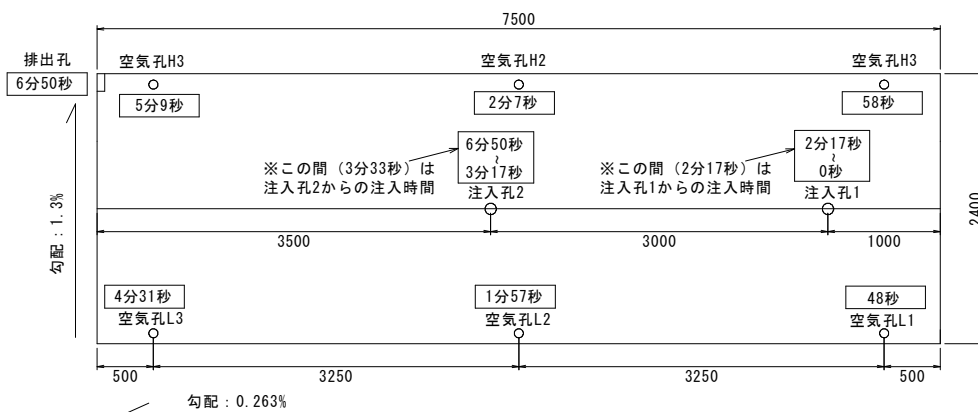 7500
排出孔
6分50秒
空気孔H3
5分9秒
空気孔H2
2分7秒
空気孔H3
58秒
※この間（3分33秒）は
注入孔2からの注入時間
6分50秒
~
3分17秒
注入孔2
※この間（2分17秒）は
注入孔1からの注入時間
2分17秒
~
0秒
注入孔1
2400
勾配：1.3%
3500
3000
1000
4分31秒
空気孔L3
1分57秒
空気孔L2
48秒
空気孔L1
500
3250
3250
500
勾配：0.263%